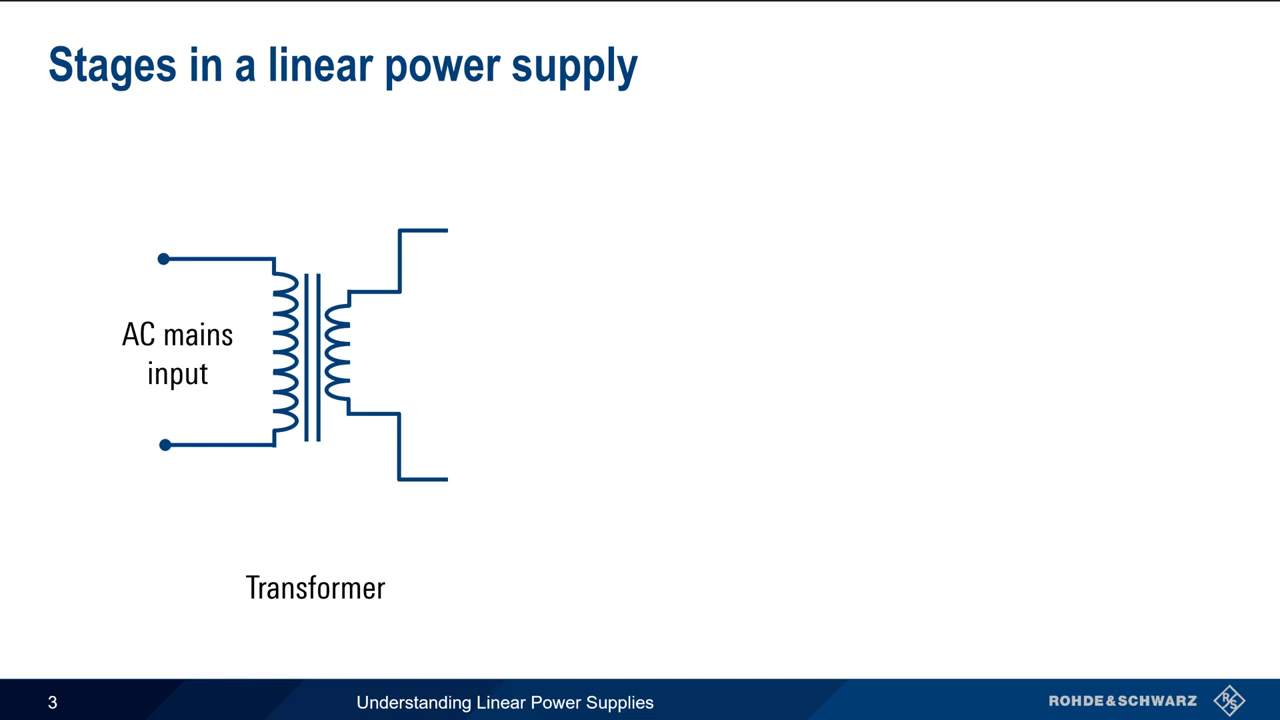 Stages in a linear power supply
AC mains
input
Transformer
3
Understanding Linear Power Supplies
ROHDE&SCHWARZ
R
S